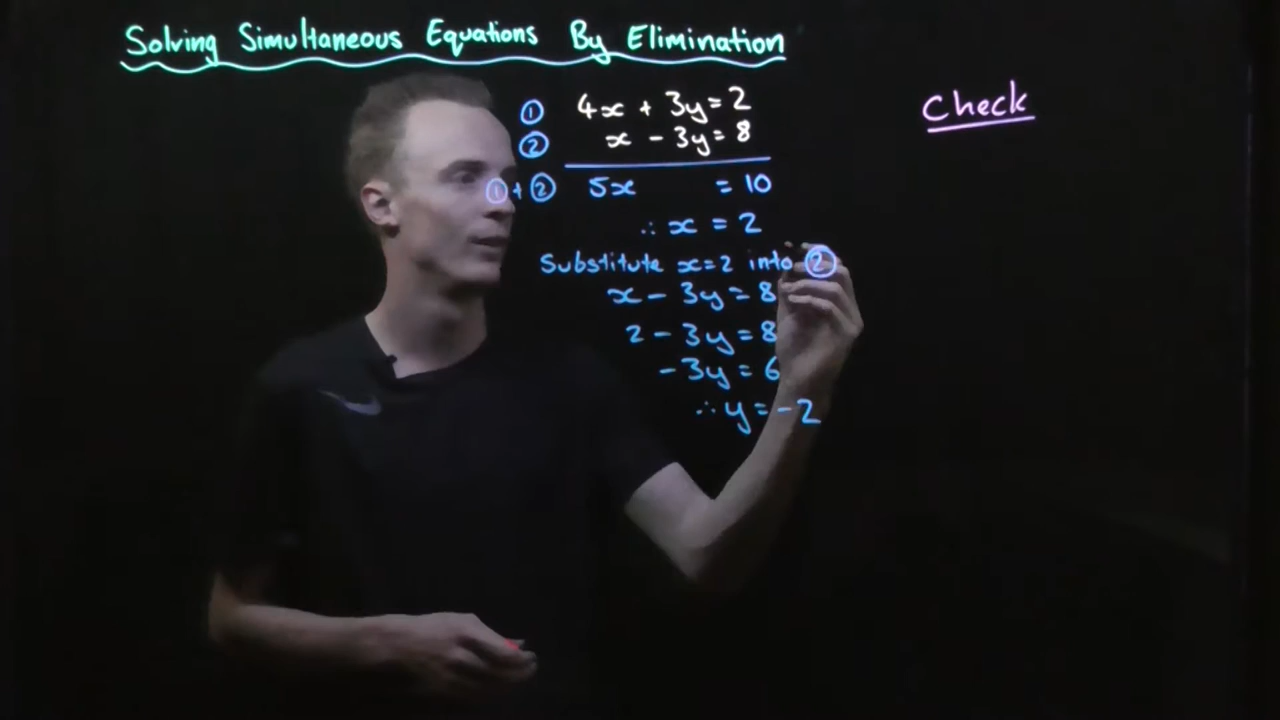 Solving Simultaneous Equations By Elimination
① 4x + 3y = 2
② x - 3y = 8
① + ② 5x = 10
∴ x = 2
Substitute x=2 into ②
x - 3y = 8
2 - 3y = 8
-3y = 6
∴ y = -2
Check